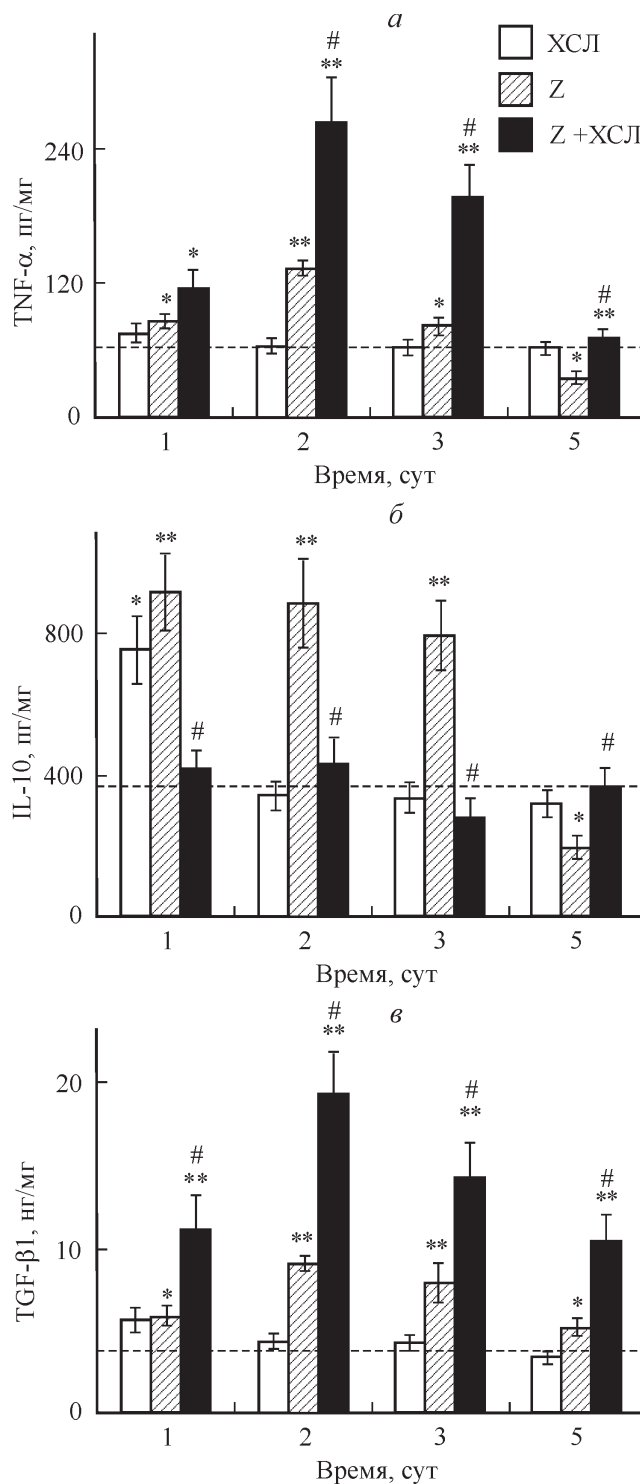 а
ХСЛ
Z
Z +ХСЛ
#
**
#
**
*
*
**
*
#
**
*
240
120
0
TNF-α, пг/мг
1 2 3 5
Время, сут
б
**
*
**
**
#
#
#
#
*
800
400
0
IL-10, пг/мг
1 2 3 5
Время, сут
в
#
**
#
**
#
**
#
**
*
**
**
*
20
10
0
TGF-β1, нг/мг
1 2 3 5
Время, сут